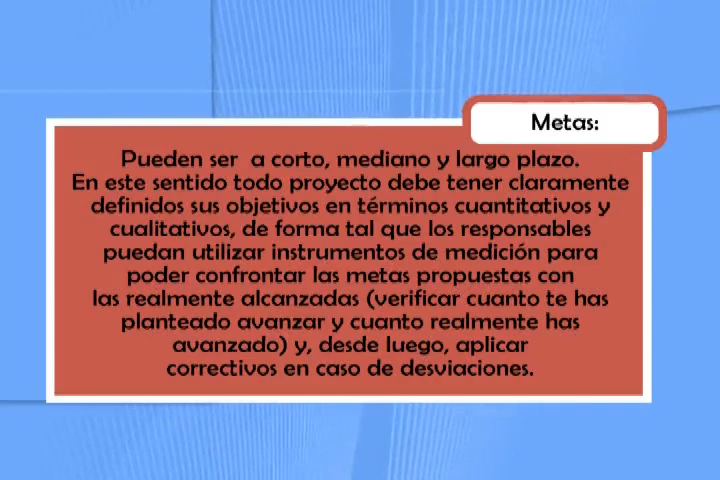 Metas:
Pueden ser a corto, mediano y largo plazo.
En este sentido todo proyecto debe tener claramente
definidos sus objetivos en términos cuantitativos y
cualitativos, de forma tal que los responsables
puedan utilizar instrumentos de medición para
poder confrontar las metas propuestas con
las realmente alcanzadas (verificar cuanto te has
planteado avanzar y cuanto realmente has
avanzado) y, desde luego, aplicar
correctivos en caso de desviaciones.